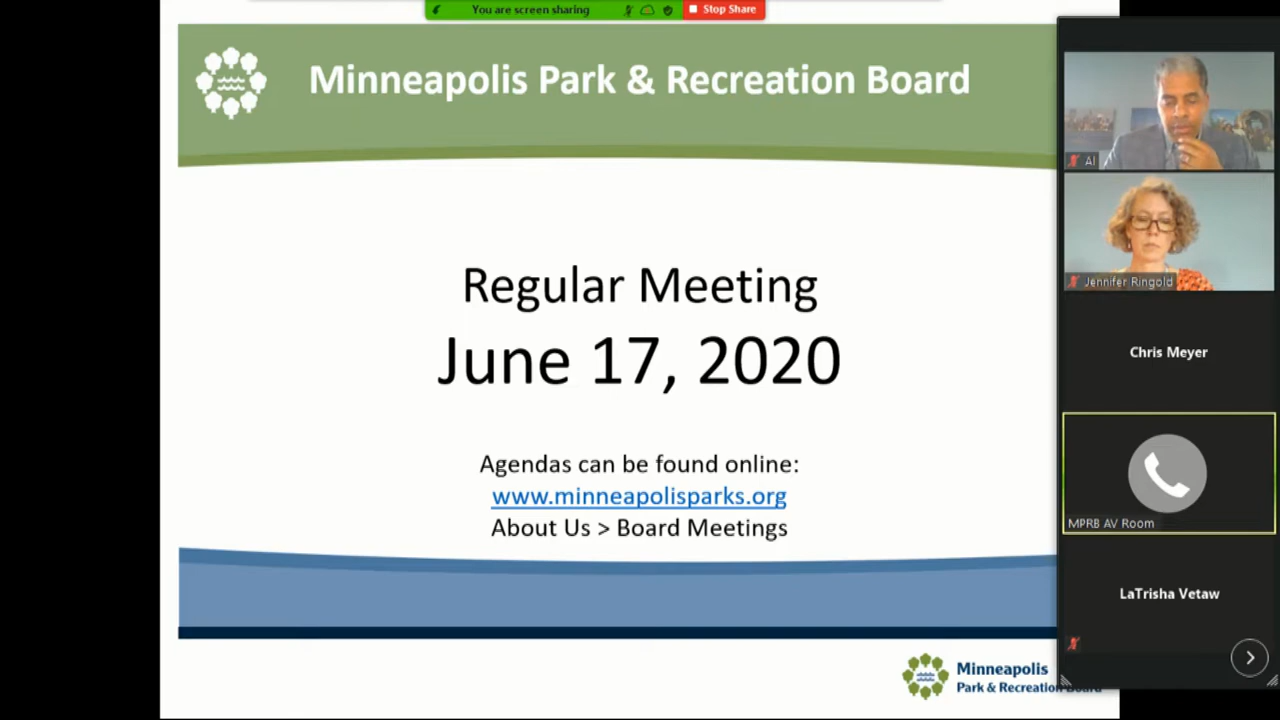 You are screen sharing
Stop Share
Minneapolis Park & Recreation Board
Regular Meeting
June 17, 2020
Agendas can be found online:
www.minneapolisparks.org
About Us > Board Meetings
Minneapolis
Park & Recreation Board
Al
Jennifer Ringold
Chris Meyer
MPRB AV Room
LaTrisha Vetaw